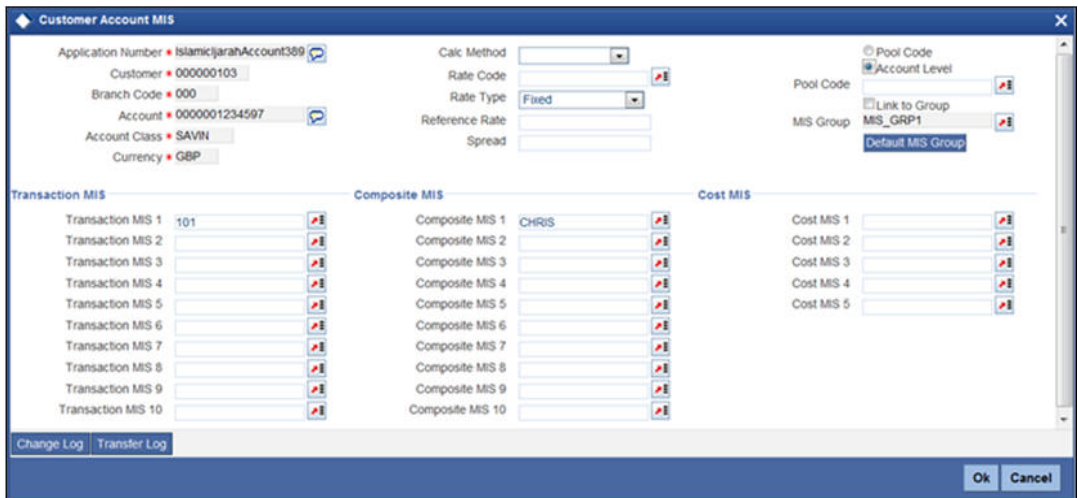 Customer Account MIS
Application Number * IslamicIjarahAccount389
Customer * 000000103
Branch Code * 000
Account * 0000001234597
Account Class * SAVIN
Currency * GBP
Calc Method
Rate Code
Rate Type Fixed
Reference Rate
Spread
Pool Code
Account Level
Pool Code
Link to Group
MIS Group MIS_GRP1
Default MIS Group
Transaction MIS
Transaction MIS 1 101
Transaction MIS 2
Transaction MIS 3
Transaction MIS 4
Transaction MIS 5
Transaction MIS 6
Transaction MIS 7
Transaction MIS 8
Transaction MIS 9
Transaction MIS 10
Composite MIS
Composite MIS 1 CHRIS
Composite MIS 2
Composite MIS 3
Composite MIS 4
Composite MIS 5
Composite MIS 6
Composite MIS 7
Composite MIS 8
Composite MIS 9
Composite MIS 10
Cost MIS
Cost MIS 1
Cost MIS 2
Cost MIS 3
Cost MIS 4
Cost MIS 5
Change Log Transfer Log
Ok Cancel